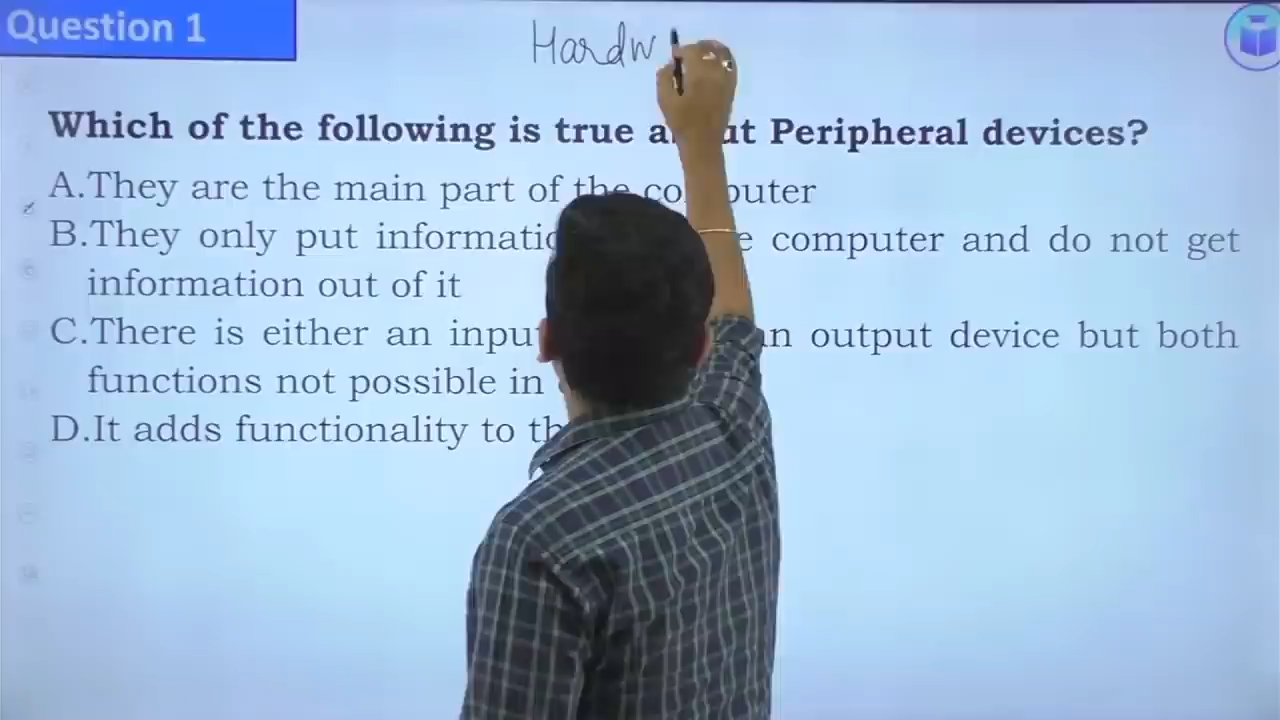 Question 1
Hardw
Which of the following is true a ut Peripheral devices?
A.They are the main part of the co puter
B.They only put informatio e computer and do not get
information out of it
C.There is either an inpu an output device but both
functions not possible in
D.It adds functionality to th